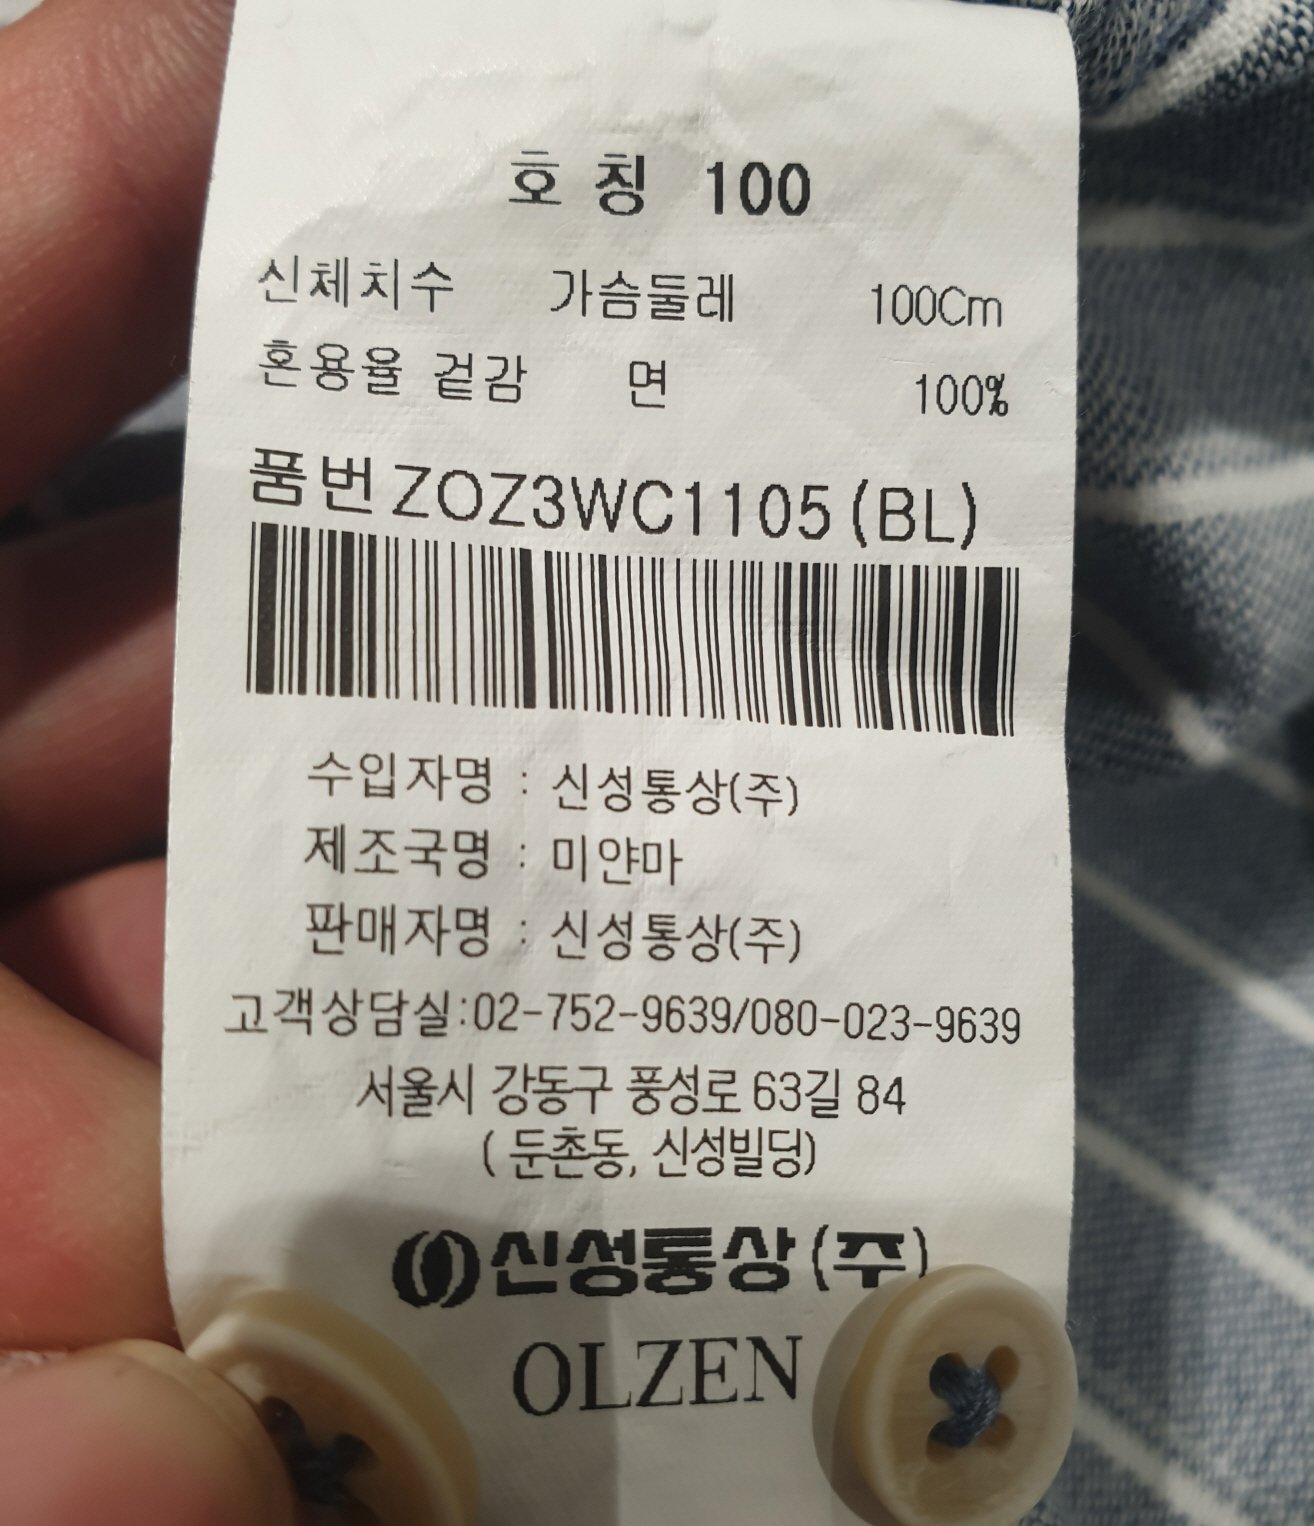 호 칭 100
신체치수 가슴둘레 100Cm
혼용율 겉감 면 100%
품번 ZOZ3WC1105 (BL)
수입자명 : 신성통상(주)
제조국명 : 미얀마
판매자명 : 신성통상(주)
고객상담실:02-752-9639/080-023-9639
서울시 강동구 풍성로 63길 84
( 둔촌동, 신성빌딩)
신성통상(주)
OLZEN